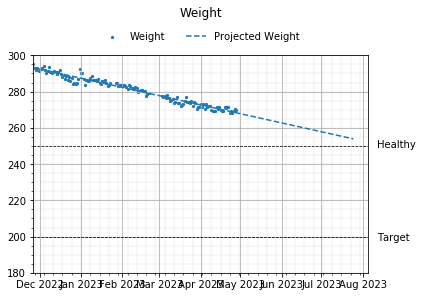 Weight
Weight
Projected Weight
300
280
260
240
220
200
180
Healthy
Target
Dec 2022
Jan 2023
Feb 2023
Mar 2023
Apr 2023
May 2023
Jun 2023
Jul 2023
Aug 2023